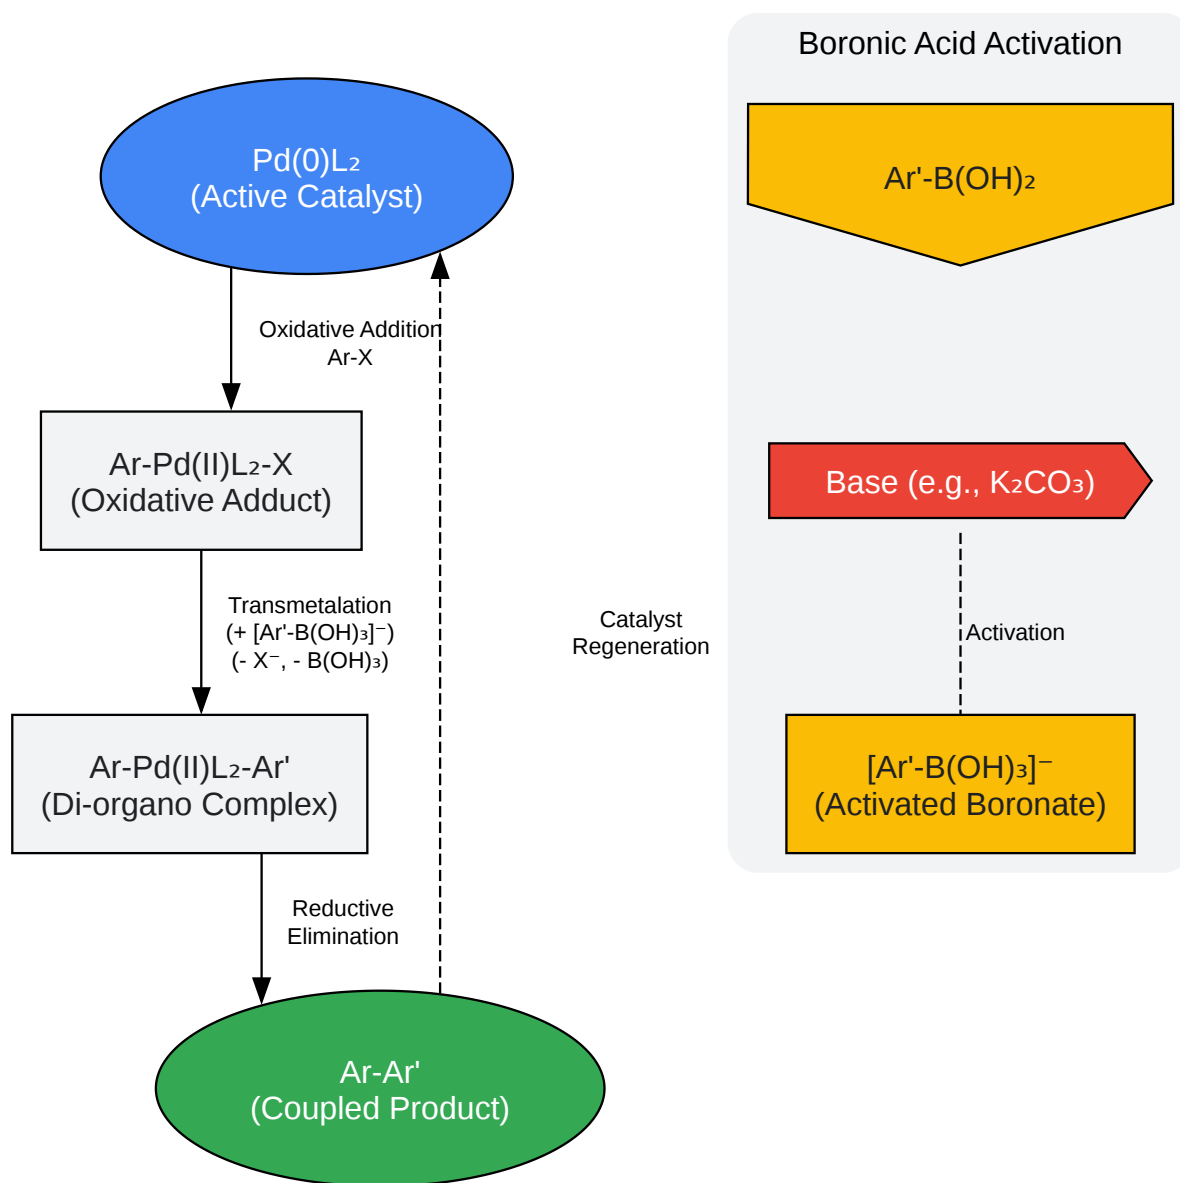 Boronic Acid Activation
Pd(0)L₂
(Active Catalyst)
Ar'-B(OH)₂
Oxidative Addition
Ar-X
Ar-Pd(II)L₂-X
(Oxidative Adduct)
Base (e.g., K₂CO₃)
Transmetalation
(+ [Ar'-B(OH)₃]⁻)
(- X⁻, - B(OH)₃)
Catalyst
Regeneration
Activation
Ar-Pd(II)L₂-Ar'
(Di-organo Complex)
[Ar'-B(OH)₃]⁻
(Activated Boronate)
Reductive
Elimination
Ar-Ar'
(Coupled Product)